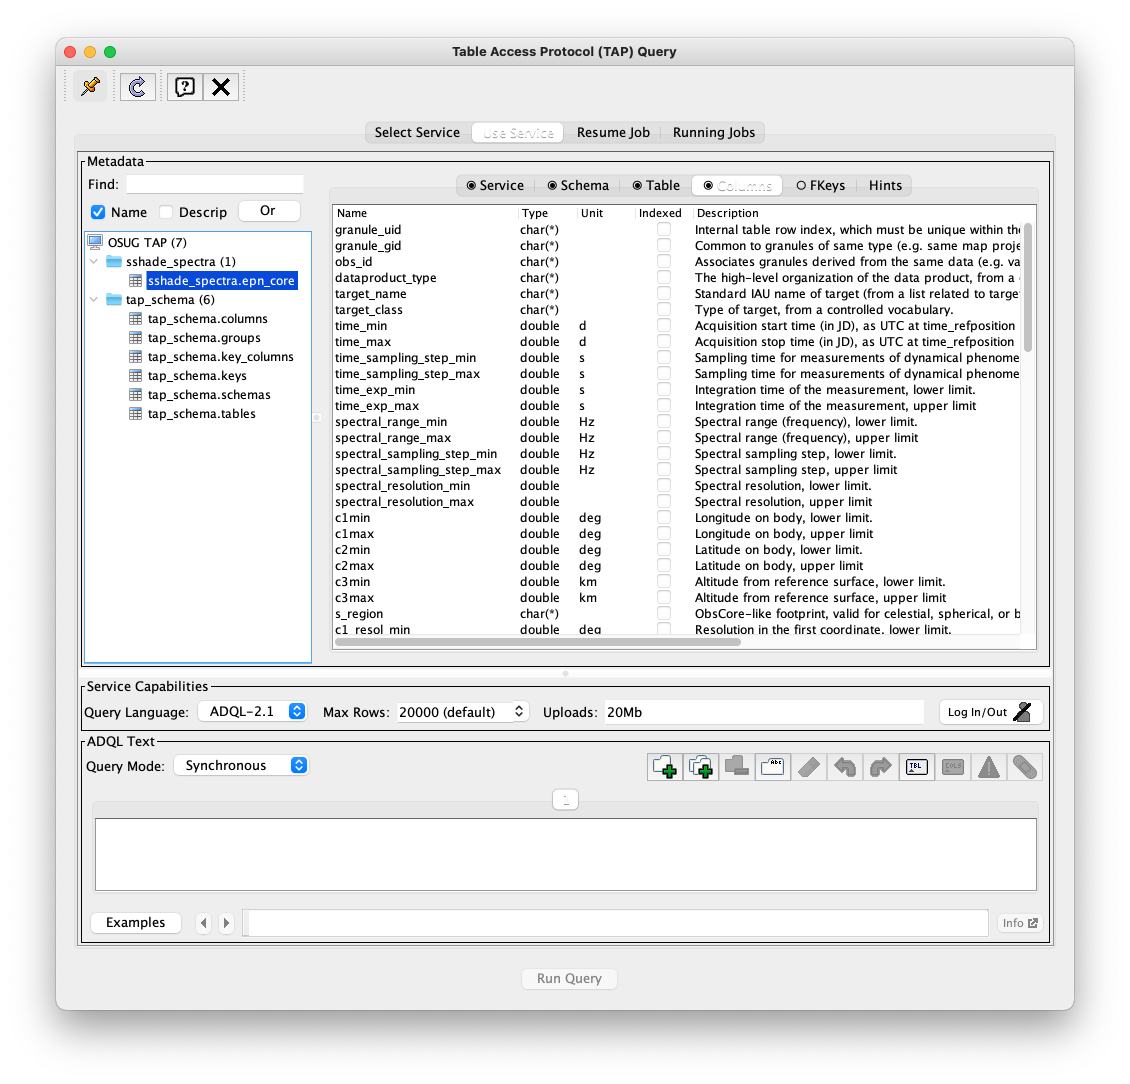 Table Access Protocol (TAP) Query
Select Service Use Service Resume Job Running Jobs
Metadata
Find:
Name Descrip Or
OSUG TAP (7)
sshade_spectra (1)
sshade_spectra.epn_core
tap_schema (6)
tap_schema.columns
tap_schema.groups
tap_schema.key_columns
tap_schema.keys
tap_schema.schemas
tap_schema.tables
Service Schema Table Columns FKeys Hints
Name Type Unit Indexed Description
granule_uid char(*) Internal table row index, which must be unique within the
granule_gid char(*) Common to granules of same type (e.g. same map proje
obs_id char(*) Associates granules derived from the same data (e.g. va
dataproduct_type char(*) The high-level organization of the data product, from a
target_name char(*) Standard IAU name of target (from a list related to targe
target_class char(*) Type of target, from a controlled vocabulary.
time_min double d Acquisition start time (in JD), as UTC at time_refposition
time_max double d Acquisition stop time (in JD), as UTC at time_refposition
time_sampling_step_min double s Sampling time for measurements of dynamical phenome
time_sampling_step_max double s Sampling time for measurements of dynamical phenome
time_exp_min double s Integration time of the measurement, lower limit.
time_exp_max double s Integration time of the measurement, upper limit
spectral_range_min double Hz Spectral range (frequency), lower limit.
spectral_range_max double Hz Spectral range (frequency), upper limit
spectral_sampling_step_min double Hz Spectral sampling step, lower limit.
spectral_sampling_step_max double Hz Spectral sampling step, upper limit
spectral_resolution_min double Spectral resolution, lower limit.
spectral_resolution_max double Spectral resolution, upper limit
c1min double deg Longitude on body, lower limit.
c1max double deg Longitude on body, upper limit
c2min double deg Latitude on body, lower limit.
c2max double deg Latitude on body, upper limit
c3min double km Altitude from reference surface, lower limit.
c3max double km Altitude from reference surface, upper limit
s_region char(*) ObsCore-like footprint, valid for celestial, spherical, or b
c1_resol_min double deg Resolution in the first coordinate, lower limit.
Service Capabilities
Query Language: ADQL-2.1 Max Rows: 20000 (default) Uploads: 20Mb Log In/Out
ADQL Text
Query Mode: Synchronous Abc TBL COLS
1
Examples Info
Run Query